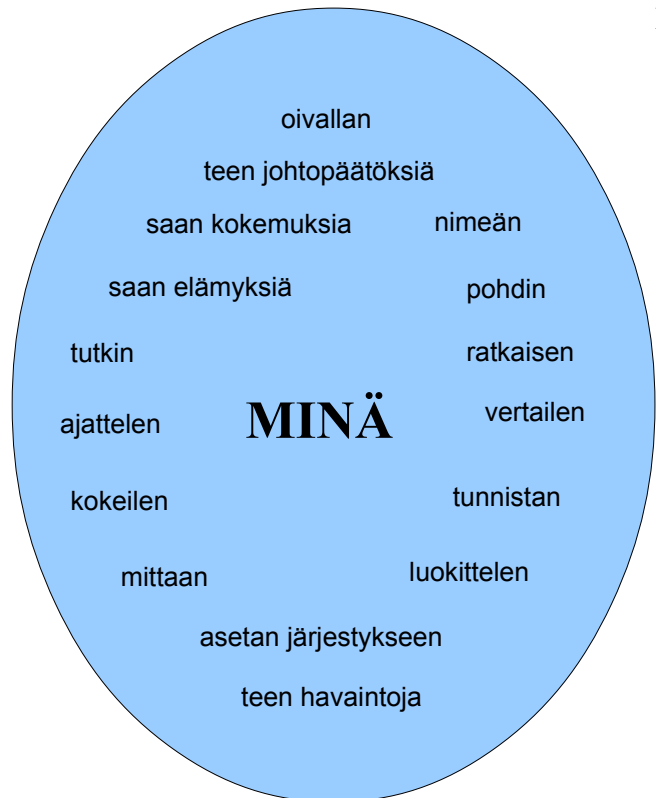 oivallan
teen johtopäätöksiä
saan kokemuksia
nimeän
saan elämyksiä
pohdin
tutkin
ratkaisen
ajattelen
MINÄ
vertailen
kokeilen
tunnistan
mittaan
luokittelen
asetan järjestykseen
teen havaintoja